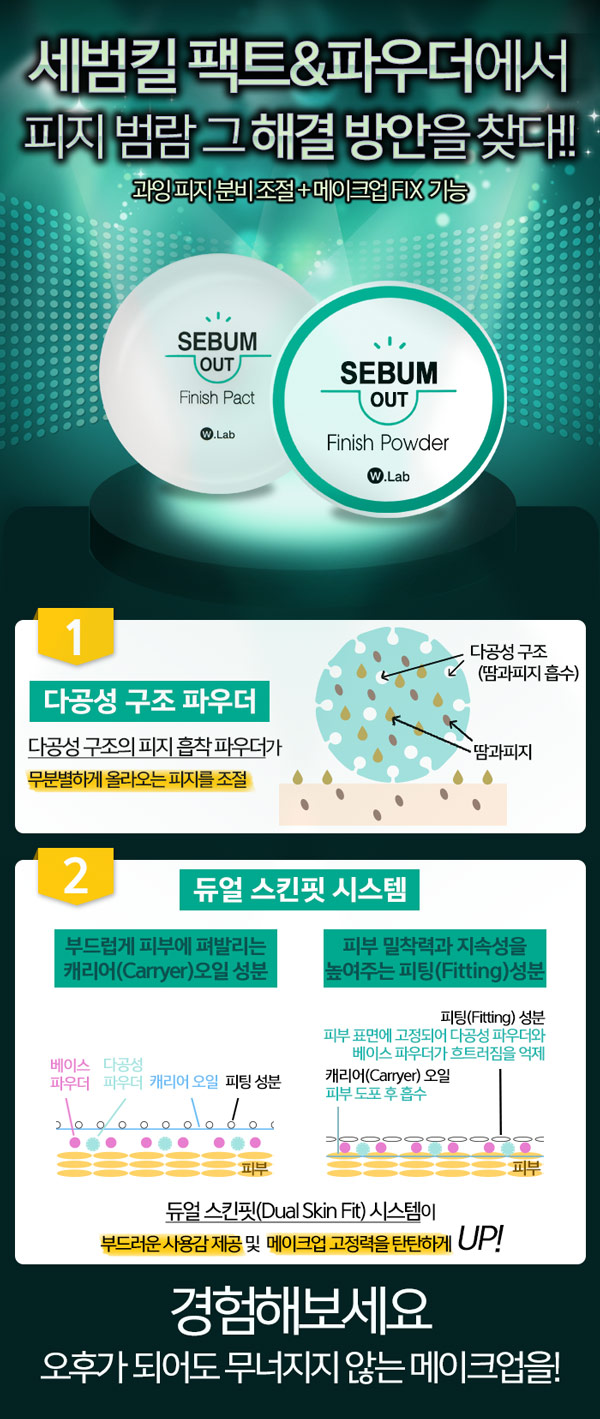 세범킬 팩트&파우더에서
피지 범람 그 해결 방안을 찾다!!
과잉 피지 분비 조절 + 메이크업 FIX 기능
SEBUM
OUT
Finish Pact
W.Lab
SEBUM
OUT
Finish Powder
W.Lab
1
다공성 구조 파우더
다공성 구조의 피지 흡착 파우더가
무분별하게 올라오는 피지를 조절
다공성 구조
(땀과피지 흡수)
땀과피지
2
듀얼 스킨핏 시스템
부드럽게 피부에 펴발리는
캐리어(Carryer)오일 성분
베이스
파우더
다공성
파우더
캐리어 오일
피팅 성분
피부
피부 밀착력과 지속성을
높여주는 피팅(Fitting)성분
피팅(Fitting) 성분
피부 표면에 고정되어 다공성 파우더와
베이스 파우더가 흐트러짐을 억제
캐리어(Carryer) 오일
피부 도포 후 흡수
피부
듀얼 스킨핏(Dual Skin Fit) 시스템이
부드러운 사용감 제공 및 메이크업 고정력을 탄탄하게 UP!
경험해보세요
오후가 되어도 무너지지 않는 메이크업을!